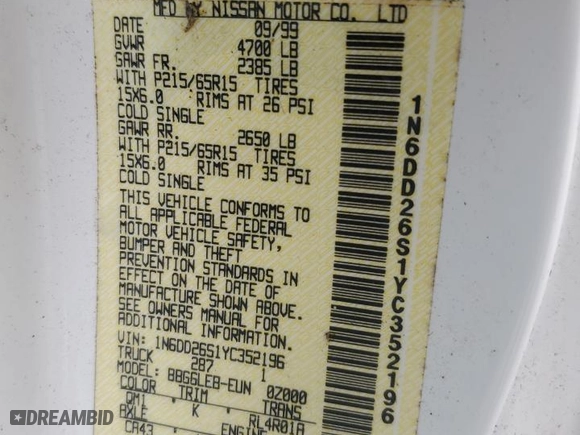 MFD BY NISSAN MOTOR CO. LTD
DATE 09/99
GVWR 4700 LB
GAWR FR. 2385 LB
WITH P215/65R15 TIRES
15X6.0 RIMS AT 26 PSI
COLD SINGLE
GAWR RR. 2650 LB
WITH P215/65R15 TIRES
15X6.0 RIMS AT 35 PSI
COLD SINGLE
THIS VEHICLE CONFORMS TO
ALL APPLICABLE FEDERAL
MOTOR VEHICLE SAFETY,
BUMPER AND THEFT
PREVENTION STANDARDS IN
EFFECT ON THE DATE OF
MANUFACTURE SHOWN ABOVE.
SEE OWNERS MANUAL FOR
ADDITIONAL INFORMATION.
VIN: 1N6DD26S1YC352196
TRUCK 287 1
MODEL: BBG6LEB-EUN 0Z000
COLOR TRIM TRANS
QM1 K RL4R01A
AXLE ENGINE
CA43
1N6DD26S1YC352196
DREAMBID